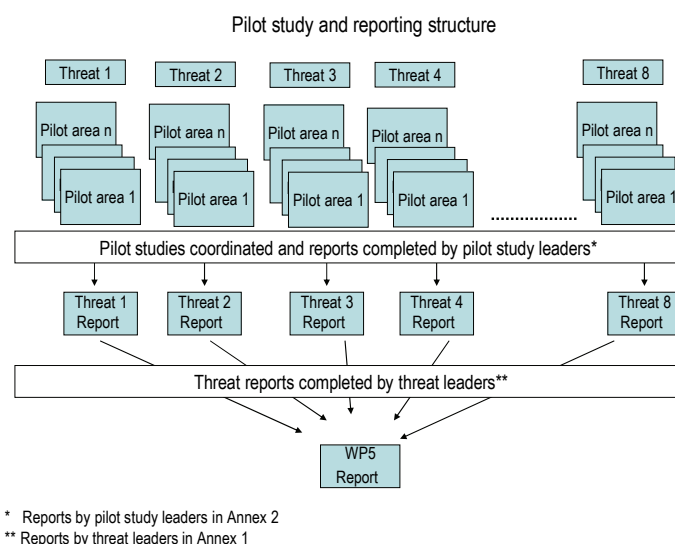 Pilot study and reporting structure
Threat 1
Threat 2
Threat 3
Threat 4
Threat 8
Pilot area n
Pilot area n
Pilot area n
Pilot area n
Pilot area n
Pilot area 1
Pilot area 1
Pilot area 1
Pilot area 1
Pilot area 1
...................
Pilot studies coordinated and reports completed by pilot study leaders*
Threat 1
Report
Threat 2
Report
Threat 3
Report
Threat 4
Report
Threat 8
Report
Threat reports completed by threat leaders**
WP5
Report
* Reports by pilot study leaders in Annex 2
** Reports by threat leaders in Annex 1